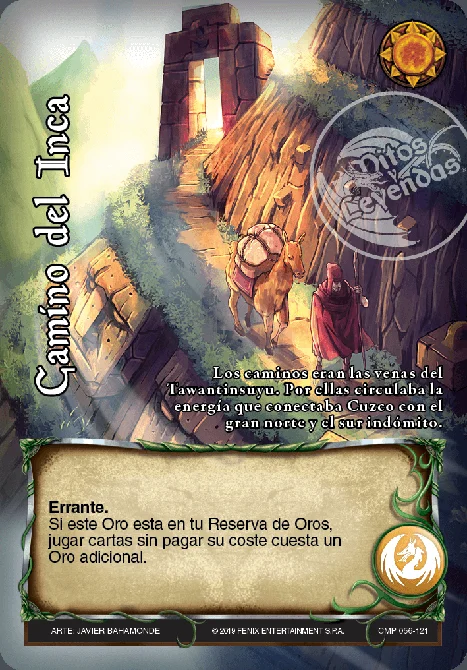 Camino del Inca
Mitos
y
Leyendas
Los caminos eran las venas del
Tawantinsuyu. Por ellas circulaba la
energía que conectaba Cuzco con el
gran norte y el sur indómito.
Errante.
Si este Oro esta en tu Reserva de Oros,
jugar cartas sin pagar su coste cuesta un
Oro adicional.
ARTE: JAVIER BAHAMONDE © 2019 FENIX ENTERTAINMENT S.P.A. CMP 056-121